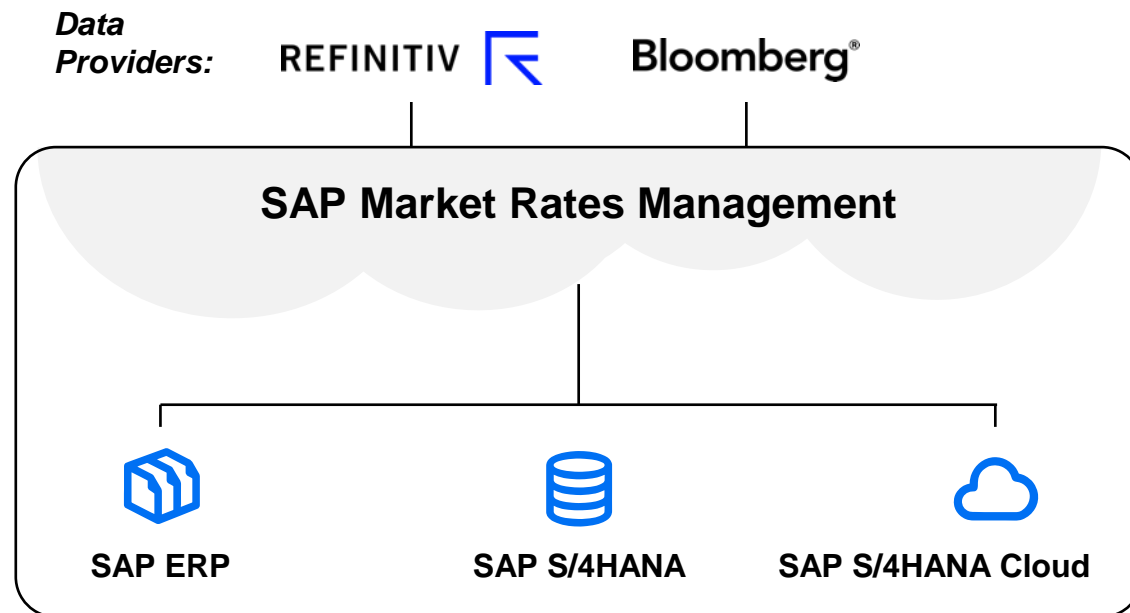 Data
Providers:
REFINITIV
Bloomberg®
SAP Market Rates Management
SAP ERP
SAP S/4HANA
SAP S/4HANA Cloud